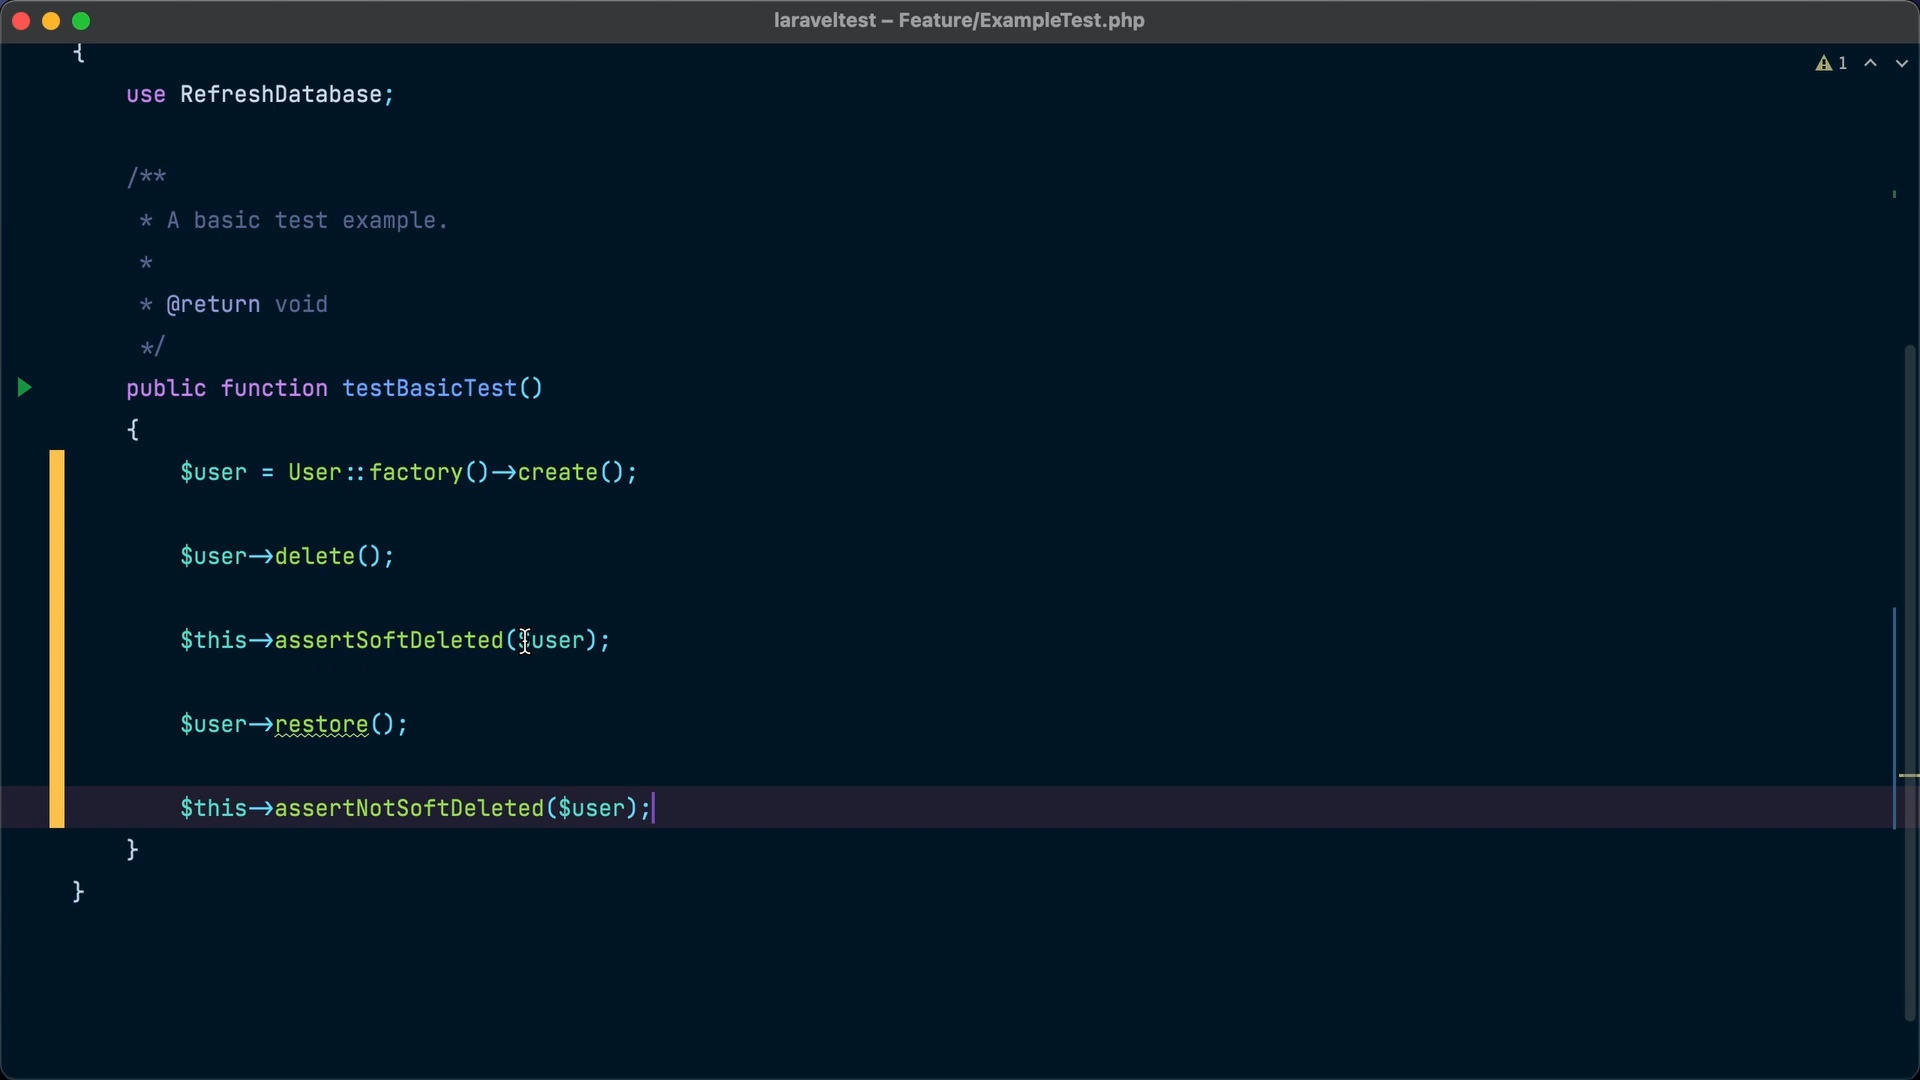 laraveltest – Feature/ExampleTest.php
{
1
use RefreshDatabase;
/**
* A basic test example.
*
* @return void
*/
public function testBasicTest()
{
$user = User::factory()->create();
$user->delete();
$this->assertSoftDeleted($user);
$user->restore();
$this->assertNotSoftDeleted($user);
}
}